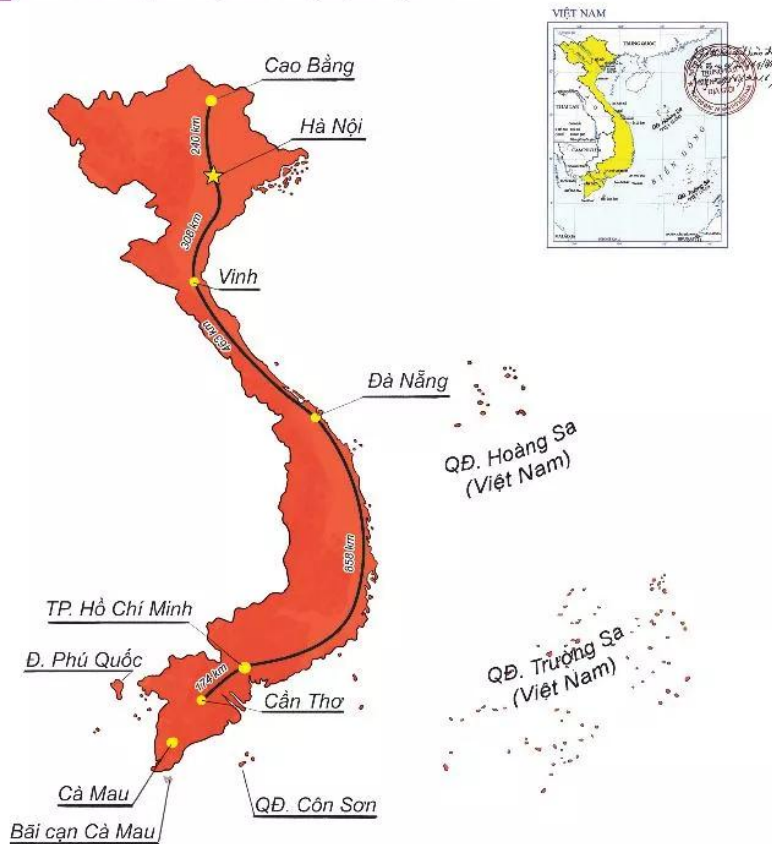 VIỆT NAM
TRUNG QUỐC
THÁI LAN
BIỂN ĐÔNG
Cao Bằng
240 km
Hà Nội
308 km
Vinh
463 km
Đà Nẵng
QĐ. Hoàng Sa
(Việt Nam)
858 km
TP. Hồ Chí Minh
Đ. Phú Quốc
174 km
Cần Thơ
QĐ. Trường Sa
(Việt Nam)
Cà Mau
QĐ. Côn Sơn
Bãi cạn Cà Mau